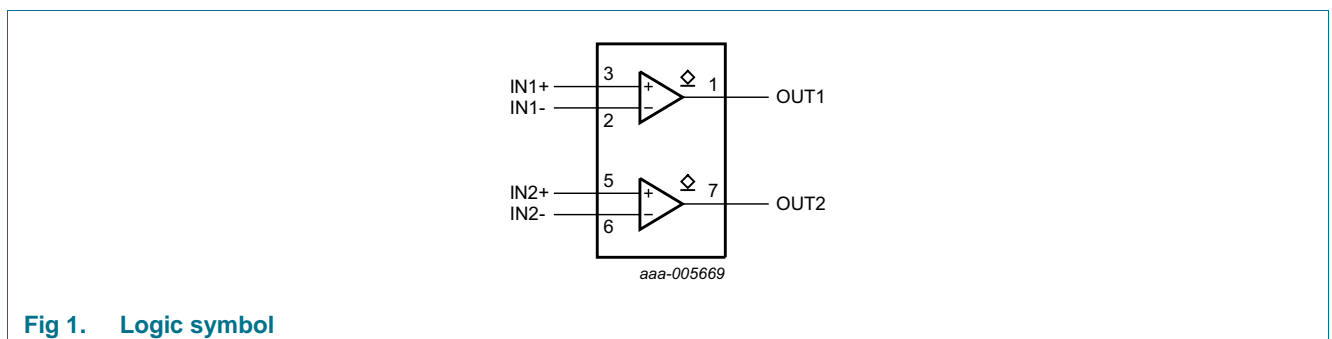 3
1
IN1+
+
OUT1
IN1-
−
2
5
7
IN2+
+
OUT2
IN2-
−
6
aaa-005669
Fig 1. Logic symbol